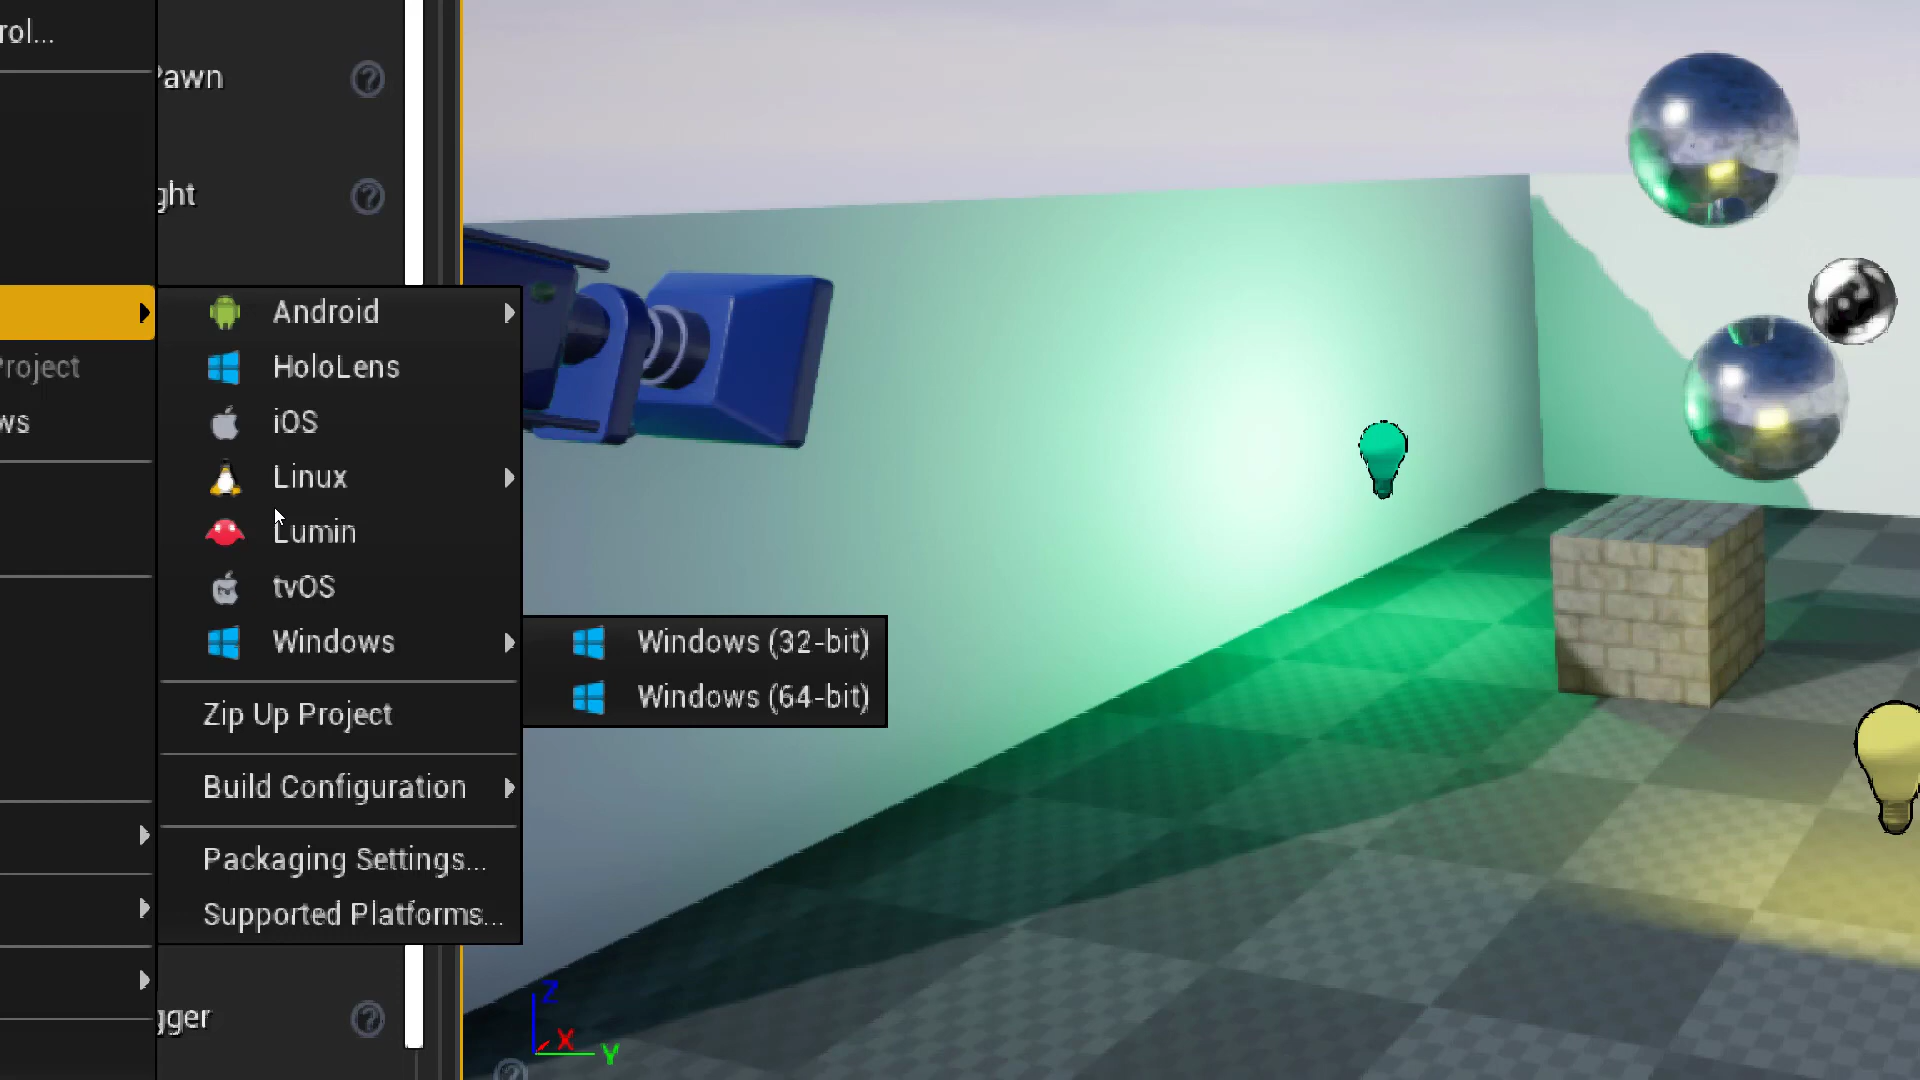 rol...
Pawn
ght
Android
HoloLens
Project
iOS
ws
Linux
Lumin
tvOS
Windows
Windows (32-bit)
Windows (64-bit)
Zip Up Project
Build Configuration
Packaging Settings...
Supported Platforms...
gger
Z
X
Y